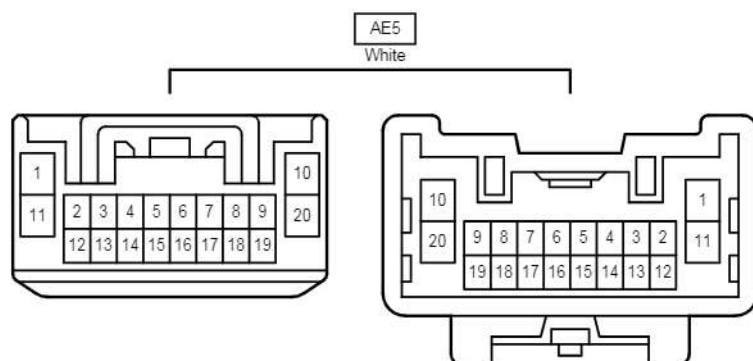 AE5
White
1 10
11 2 3 4 5 6 7 8 9 20
12 13 14 15 16 17 18 19
10 1
20 9 8 7 6 5 4 3 2 11
19 18 17 16 15 14 13 12